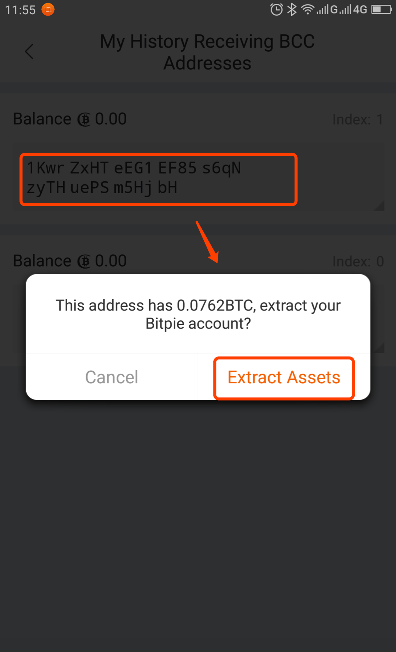 11:55 G 4G
My History Receiving BCC
Addresses
Balance 0.00 Index: 1
1Kwr ZxHT eEG1 EF85 s6qN
zyTH uePS m5Hj bH
Balance 0.00 Index: 0
This address has 0.0762BTC, extract your
Bitpie account?
Cancel Extract Assets